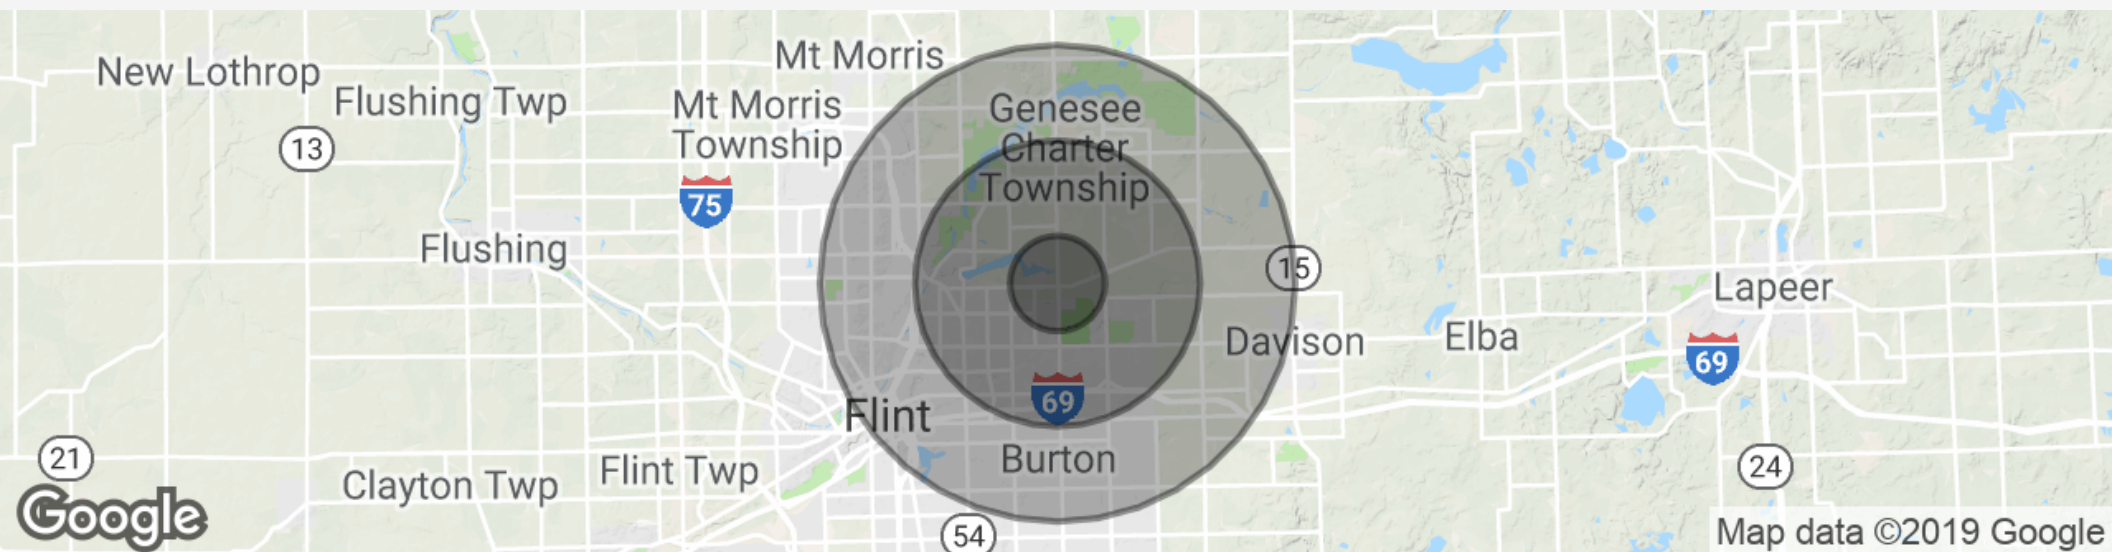 Mt Morris
New Lothrop
Flushing Twp
Mt Morris
Township
Genesee
Charter
Township
13
75
Flushing
15
Lapeer
Davison
Elba
69
69
Flint
21
Burton
24
Flint Twp
Clayton Twp
Google
54
Map data ©2019 Google